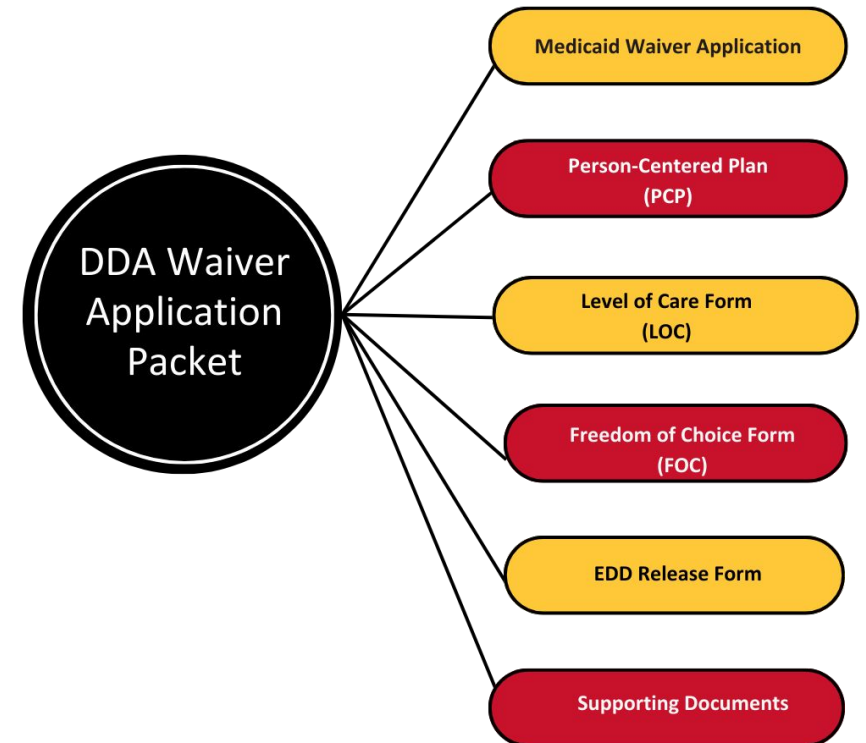 DDA Waiver
Application
Packet
Medicaid Waiver Application
Person-Centered Plan
(PCP)
Level of Care Form
(LOC)
Freedom of Choice Form
(FOC)
EDD Release Form
Supporting Documents